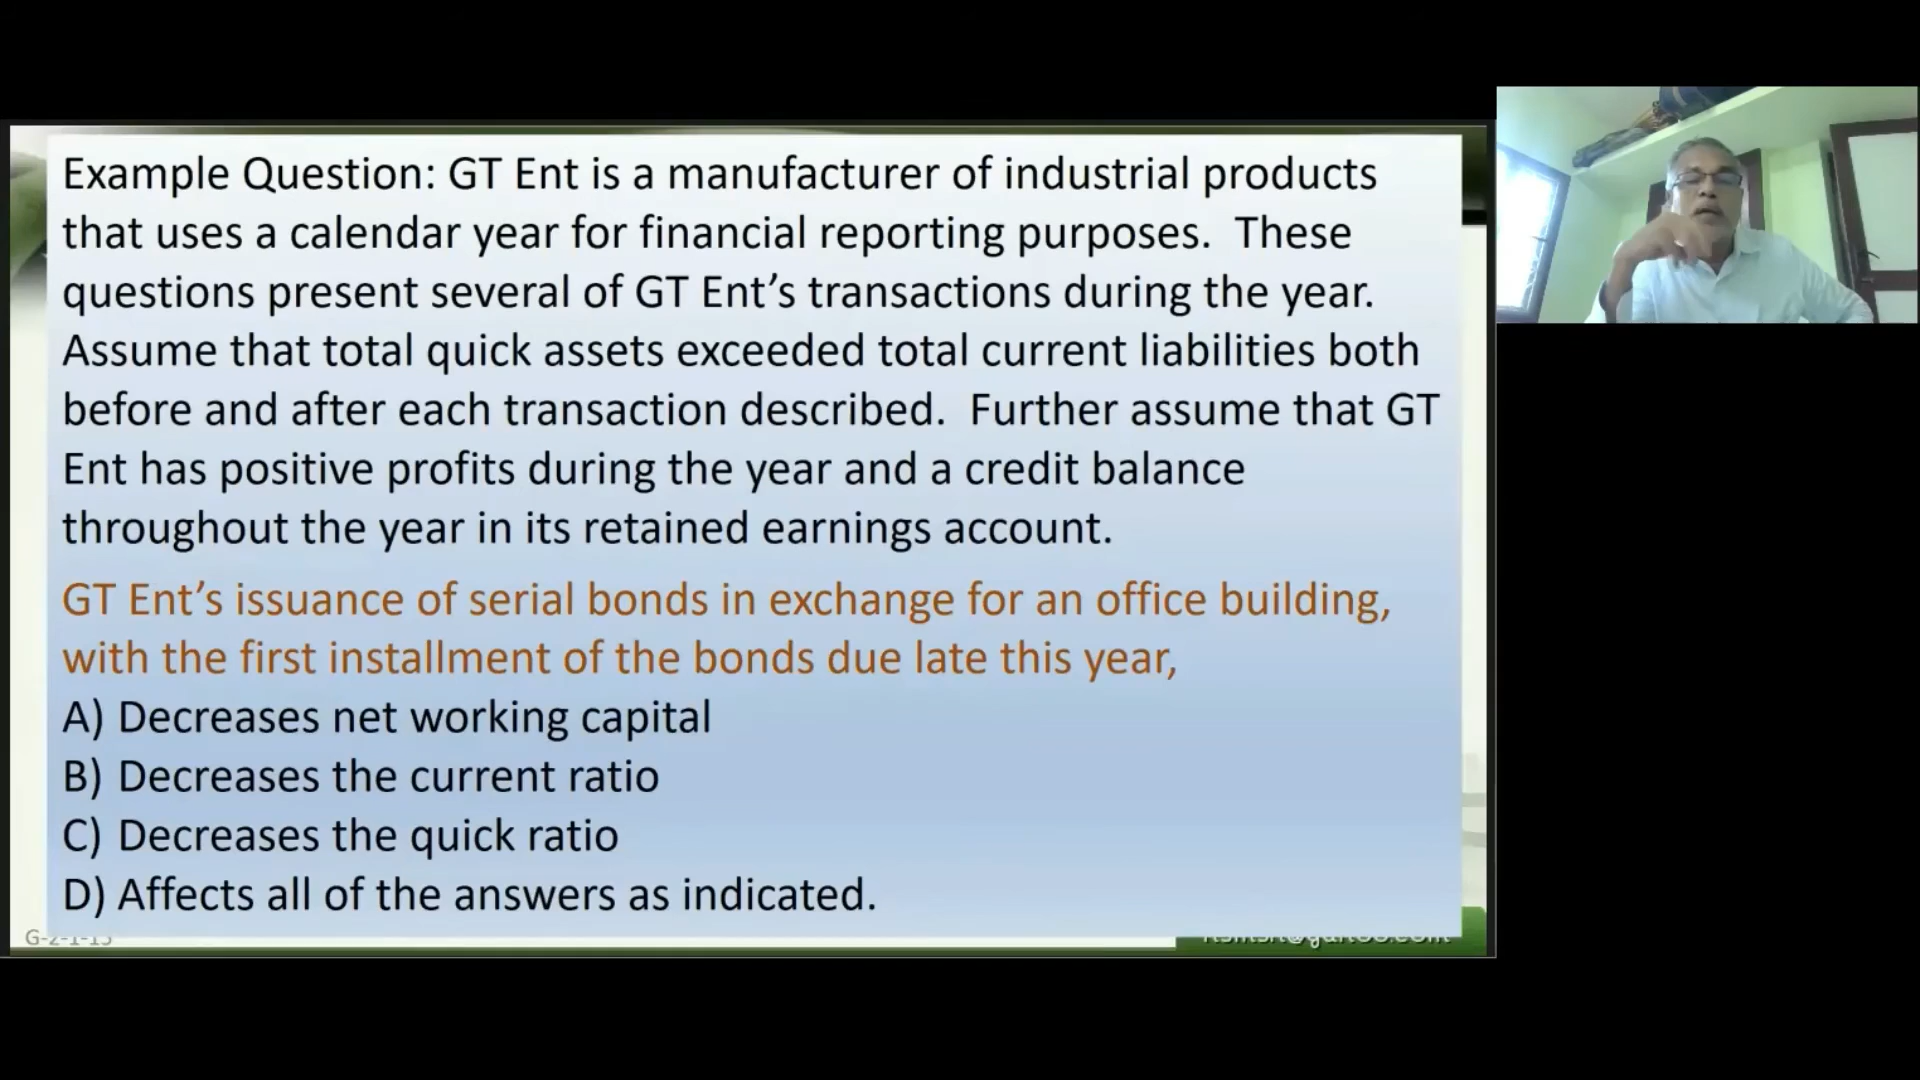 Example Question: GT Ent is a manufacturer of industrial products
that uses a calendar year for financial reporting purposes.  These
questions present several of GT Ent’s transactions during the year.
Assume that total quick assets exceeded total current liabilities both
before and after each transaction described.  Further assume that GT
Ent has positive profits during the year and a credit balance
throughout the year in its retained earnings account.
GT Ent’s issuance of serial bonds in exchange for an office building,
with the first installment of the bonds due late this year,
A) Decreases net working capital
B) Decreases the current ratio
C) Decreases the quick ratio
D) Affects all of the answers as indicated.
G-2-1-15